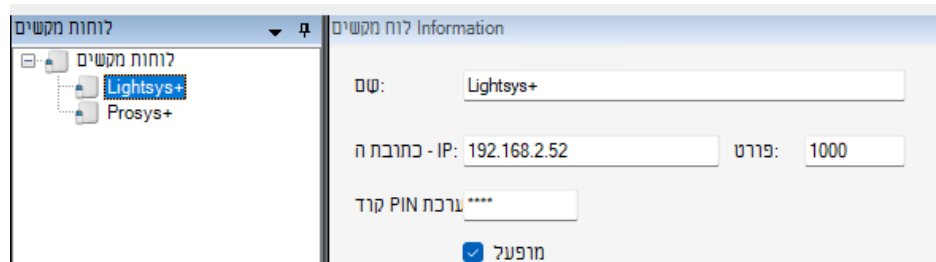 לוחות מקשים
לוחות מקשים
Lightsys+
Prosys+
לוח מקשים Information
שם: Lightsys+
כתובת ה - IP: 192.168.2.52 פורט: 1000
ערכת PIN קוד ****
מופעל